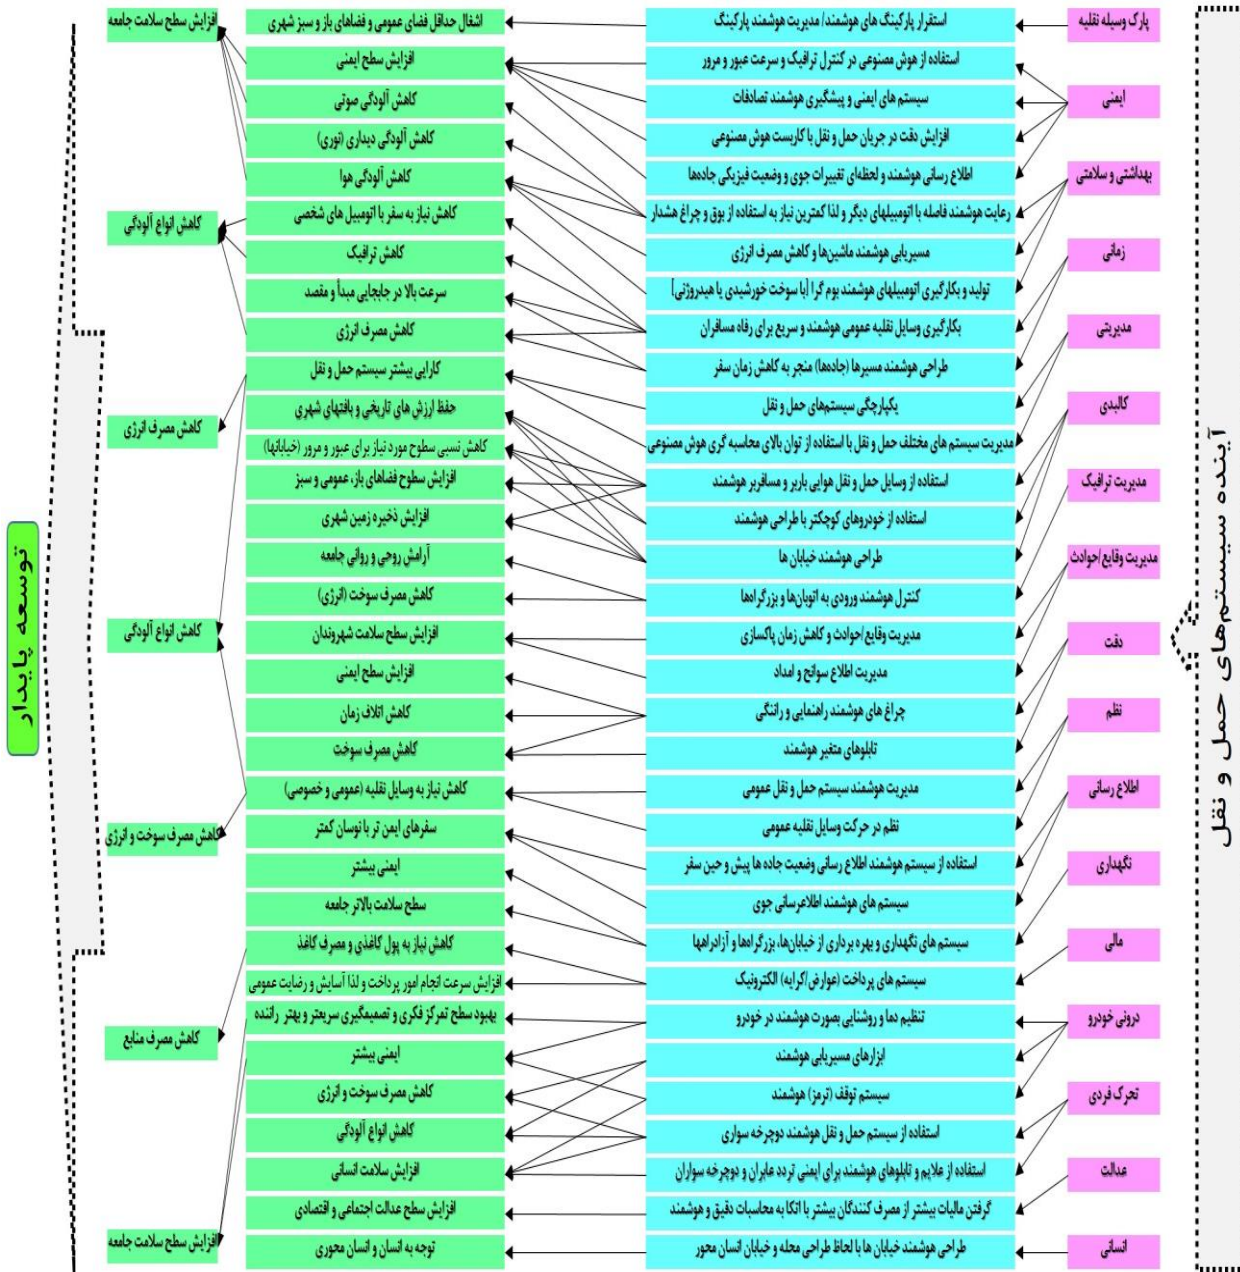 آینده سیستم‌های حمل و نقل
پارک وسیله نقلیه
ایمنی
بهداشتی و سلامتی
زمانی
مدیریتی
کالبدی
مدیریت ترافیک
مدیریت وقایع/حوادث
دقت
نظم
اطلاع رسانی
نگهداری
مالی
درونی خودرو
تحرک فردی
عدالت
انسانی
استقرار پارکینگ های هوشمند/ مدیریت هوشمند پارکینگ
استفاده از هوش مصنوعی در کنترل ترافیک و سرعت عبور و مرور
سیستم های ایمنی و پیشگیری هوشمند تصادفات
افزایش دقت در جریان حمل و نقل با کاربست هوش مصنوعی
اطلاع رسانی هوشمند و لحظه‌ای تغییرات جوی و وضعیت فیزیکی جاده‌ها
رعایت هوشمند فاصله با اتومبیلهای دیگر و لذا کمترین نیاز به استفاده از بوق و چراغ هشدار
مسیریابی هوشمند ماشین‌ها و کاهش مصرف انرژی
تولید و بکارگیری اتومبیلهای هوشمند بوم گرا [با سوخت خورشیدی یا هیدروژنی]
بکارگیری وسایل نقلیه عمومی هوشمند و سریع برای رفاه مسافران
طراحی هوشمند مسیرها (جاده‌ها) منجر به کاهش زمان سفر
یکپارچگی سیستم‌های حمل و نقل
مدیریت سیستم های مختلف حمل و نقل با استفاده از توان بالای محاسبه گری هوش مصنوعی
استفاده از وسایل حمل و نقل هوایی باربر و مسافربر هوشمند
استفاده از خودروهای کوچکتر با طراحی هوشمند
طراحی هوشمند خیابان ها
کنترل هوشمند ورودی به اتوبان‌ها و بزرگراه‌ها
مدیریت وقایع/حوادث و کاهش زمان پاکسازی
مدیریت اطلاع سوانح و امداد
چراغ های هوشمند راهنمایی و رانندگی
تابلوهای متغیر هوشمند
مدیریت هوشمند سیستم حمل و نقل عمومی
نظم در حرکت وسایل نقلیه عمومی
استفاده از سیستم هوشمند اطلاع رسانی وضعیت جاده ها پیش و حین سفر
سیستم های هوشمند اطلاعرسانی جوی
سیستم های نگهداری و بهره برداری از خیابان‌ها، بزرگراه‌ها و آزادراهها
سیستم های پرداخت (عوارض/کرایه) الکترونیک
تنظیم دما و روشنایی بصورت هوشمند در خودرو
ابزارهای مسیریابی هوشمند
سیستم توقف (ترمز) هوشمند
استفاده از سیستم حمل و نقل هوشمند دوچرخه سواری
استفاده از علایم و تابلوهای هوشمند برای ایمنی تردد عابران و دوچرخه سواران
گرفتن مالیات بیشتر از مصرف کنندگان بیشتر با اتکا به محاسبات دقیق و هوشمند
طراحی هوشمند خیابان ها با لحاظ طراحی محله و خیابان انسان محور
اشغال حداقل فضای عمومی و فضاهای باز و سبز شهری
افزایش سطح ایمنی
کاهش آلودگی صوتی
کاهش آلودگی دیداری (نوری)
کاهش آلودگی هوا
کاهش نیاز به سفر با اتومبیل های شخصی
کاهش ترافیک
سرعت بالا در جابجایی مبدأ و مقصد
کاهش مصرف انرژی
کارایی بیشتر سیستم حمل و نقل
حفظ ارزش های تاریخی و بافتهای شهری
کاهش نسبی سطوح مورد نیاز برای عبور و مرور (خیابانها)
افزایش سطوح فضاهای باز، عمومی و سبز
افزایش ذخیره زمین شهری
آرامش روحی و روانی جامعه
کاهش مصرف سوخت (انرژی)
افزایش سطح سلامت شهروندان
افزایش سطح ایمنی
کاهش اتلاف زمان
کاهش مصرف سوخت
کاهش نیاز به وسایل نقلیه (عمومی و خصوصی)
سفرهای ایمن تر با نوسان کمتر
ایمنی بیشتر
سطح سلامت بالاتر جامعه
کاهش نیاز به پول کاغذی و مصرف کاغذ
افزایش سرعت انجام امور پرداخت و لذا آسایش و رضایت عمومی
بهبود سطح تمرکز فکری و تصمیمگیری سریعتر و بهتر راننده
ایمنی بیشتر
کاهش مصرف سوخت و انرژی
کاهش انواع آلودگی
افزایش سلامت انسانی
افزایش سطح عدالت اجتماعی و اقتصادی
توجه به انسان و انسان محوری
افزایش سطح سلامت جامعه
کاهش انواع آلودگی
کاهش مصرف انرژی
کاهش انواع آلودگی
کاهش مصرف سوخت و انرژی
کاهش مصرف منابع
افزایش سطح سلامت جامعه
توسعه پایدار